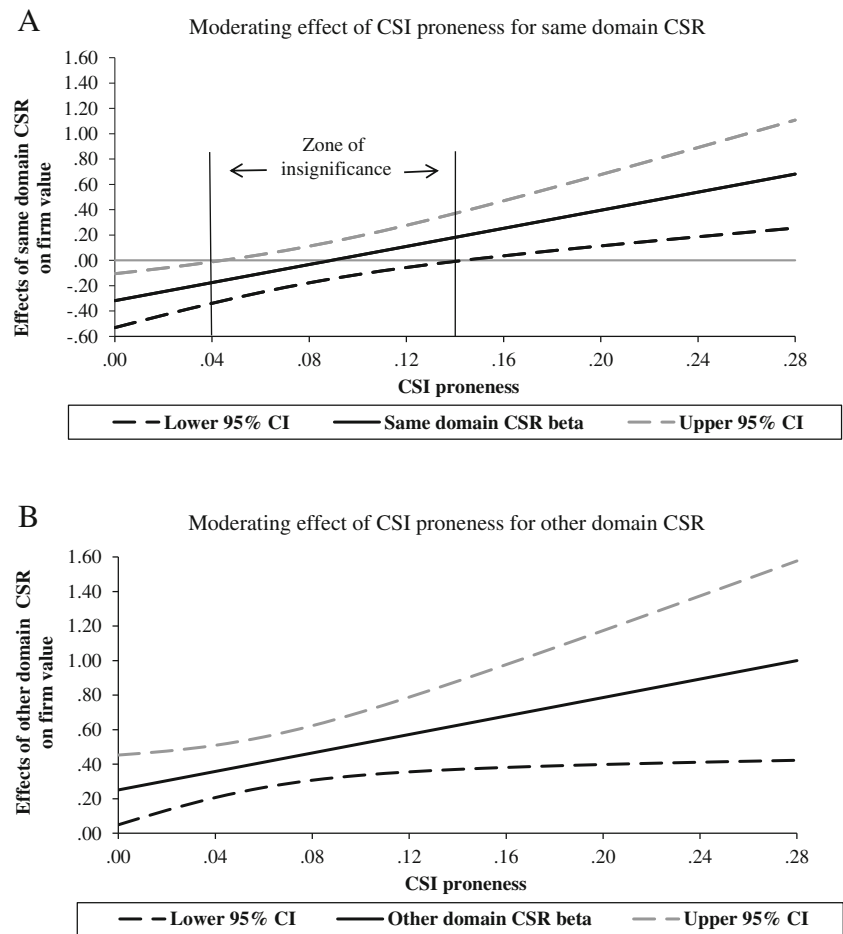 A
Moderating effect of CSI proneness for same domain CSR
Effects of same domain CSR
on firm value
1.60
1.40
1.20
1.00
.80
.60
.40
.20
.00
-.20
-.40
-.60
Zone of
insignificance
.00 .04 .08 .12 .16 .20 .24 .28
CSI proneness
Lower 95% CI Same domain CSR beta Upper 95% CI
B
Moderating effect of CSI proneness for other domain CSR
Effects of other domain CSR
on firm value
1.60
1.40
1.20
1.00
.80
.60
.40
.20
.00
.00 .04 .08 .12 .16 .20 .24 .28
CSI proneness
Lower 95% CI Other domain CSR beta Upper 95% CI